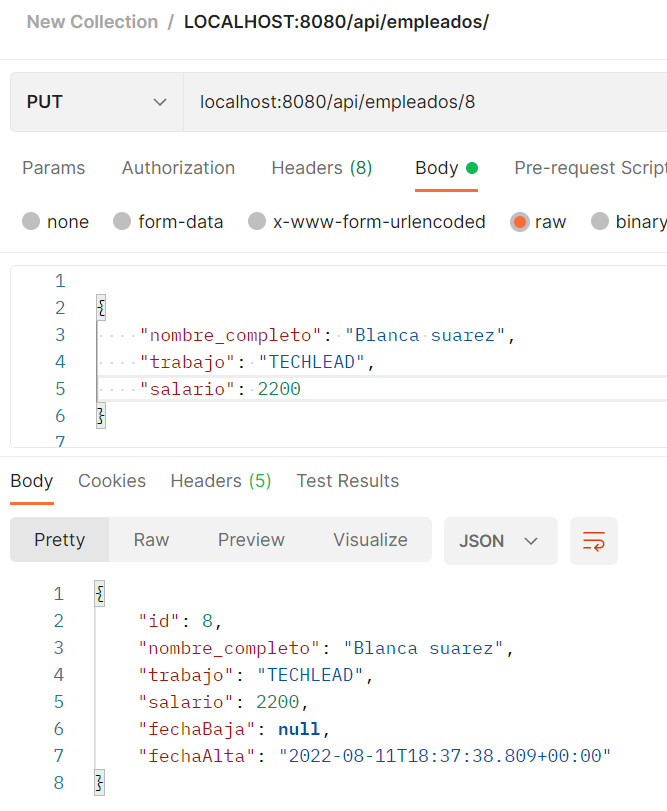 New Collection / LOCALHOST:8080/api/empleados/
PUT localhost:8080/api/empleados/8
Params Authorization Headers (8) Body Pre-request Script
none form-data x-www-form-urlencoded raw binary
1
2 {
3 "nombre_completo": "Blanca suarez",
4 "trabajo": "TECHLEAD",
5 "salario": 2200
6 }
7
Body Cookies Headers (5) Test Results
Pretty Raw Preview Visualize JSON
1 {
2 "id": 8,
3 "nombre_completo": "Blanca suarez",
4 "trabajo": "TECHLEAD",
5 "salario": 2200,
6 "fechaBaja": null,
7 "fechaAlta": "2022-08-11T18:37:38.809+00:00"
8 }